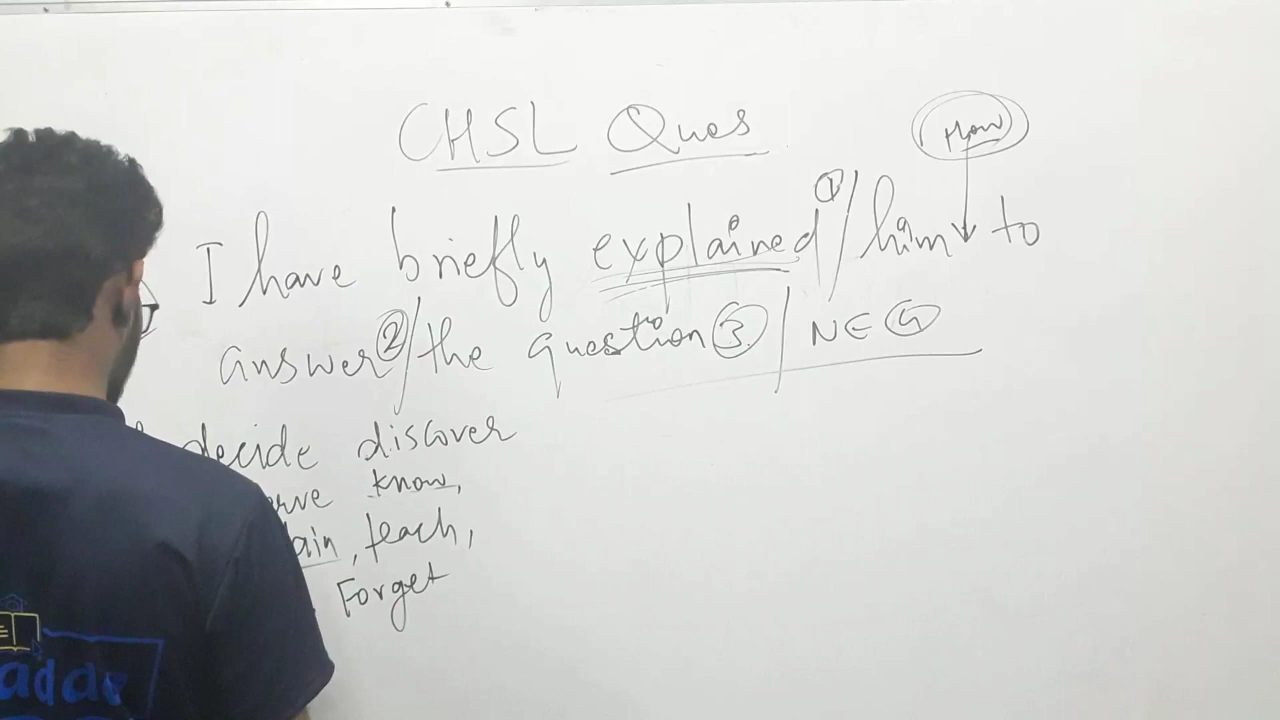 CHSL Ques
How
I have briefly explained ① / him to
answer ② / the question ③ / NE ④
decide discover
know,
teach,
Forget